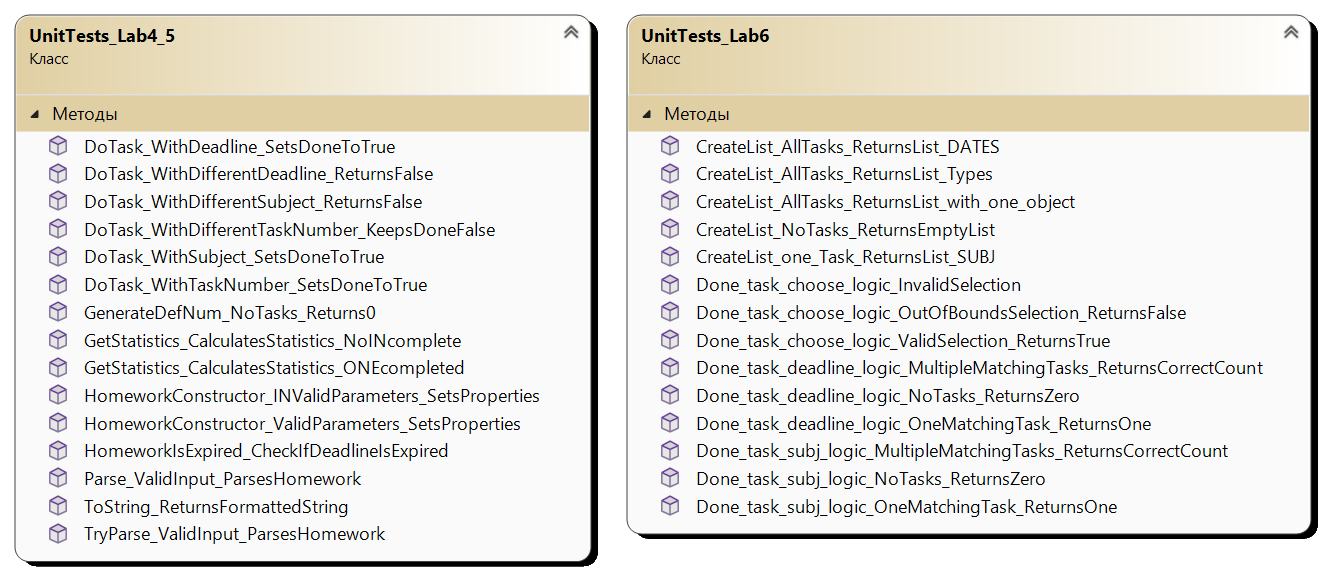 UnitTests_Lab4_5
Класс
Методы
DoTask_WithDeadline_SetsDoneToTrue
DoTask_WithDifferentDeadline_ReturnsFalse
DoTask_WithDifferentSubject_ReturnsFalse
DoTask_WithDifferentTaskNumber_KeepsDoneFalse
DoTask_WithSubject_SetsDoneToTrue
DoTask_WithTaskNumber_SetsDoneToTrue
GenerateDefNum_NoTasks_Returns0
GetStatistics_CalculatesStatistics_NoINcomplete
GetStatistics_CalculatesStatistics_ONEcompleted
HomeworkConstructor_INValidParameters_SetsProperties
HomeworkConstructor_ValidParameters_SetsProperties
HomeworkIsExpired_CheckIfDeadlineIsExpired
Parse_ValidInput_ParsesHomework
ToString_ReturnsFormattedString
TryParse_ValidInput_ParsesHomework
UnitTests_Lab6
Класс
Методы
CreateList_AllTasks_ReturnsList_DATES
CreateList_AllTasks_ReturnsList_Types
CreateList_AllTasks_ReturnsList_with_one_object
CreateList_NoTasks_ReturnsEmptyList
CreateList_one_Task_ReturnsList_SUBJ
Done_task_choose_logic_InvalidSelection
Done_task_choose_logic_OutOfBoundsSelection_ReturnsFalse
Done_task_choose_logic_ValidSelection_ReturnsTrue
Done_task_deadline_logic_MultipleMatchingTasks_ReturnsCorrectCount
Done_task_deadline_logic_NoTasks_ReturnsZero
Done_task_deadline_logic_OneMatchingTask_ReturnsOne
Done_task_subj_logic_MultipleMatchingTasks_ReturnsCorrectCount
Done_task_subj_logic_NoTasks_ReturnsZero
Done_task_subj_logic_OneMatchingTask_ReturnsOne